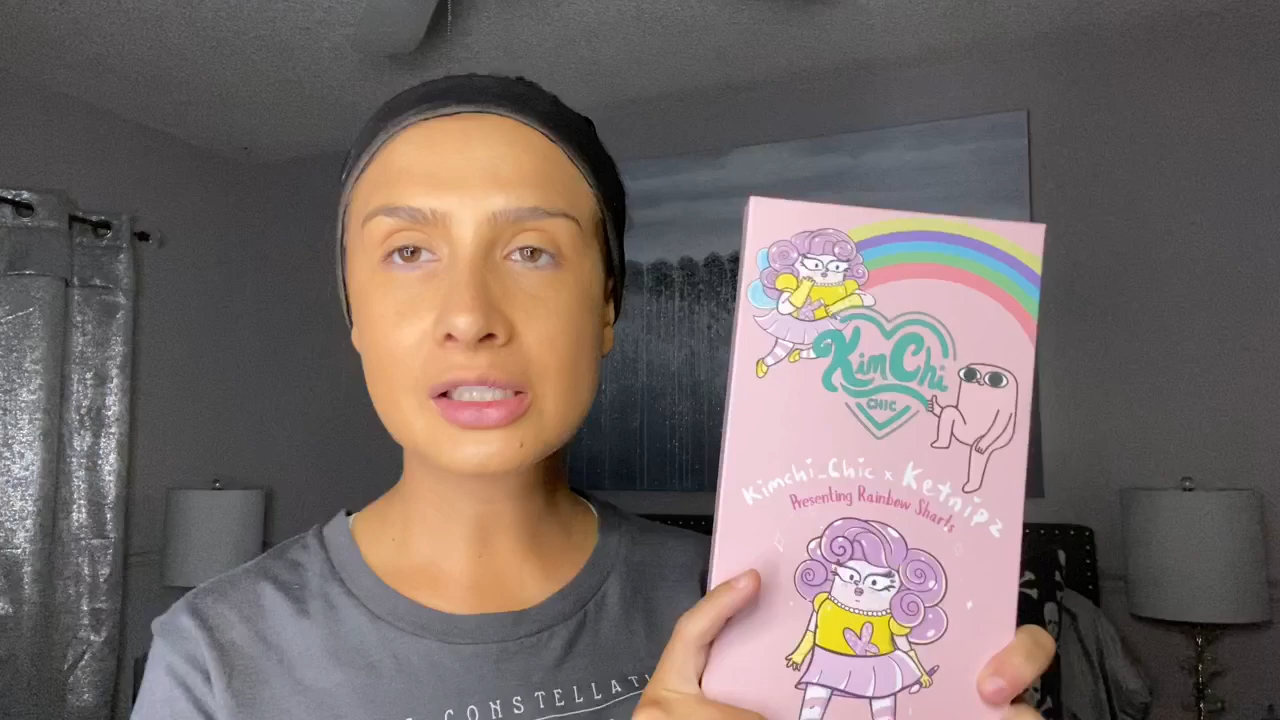 KimChi
CHIC
Kimchi_Chic x Ketnipz
Presenting Rainbow Sharts
CONSTELLAT